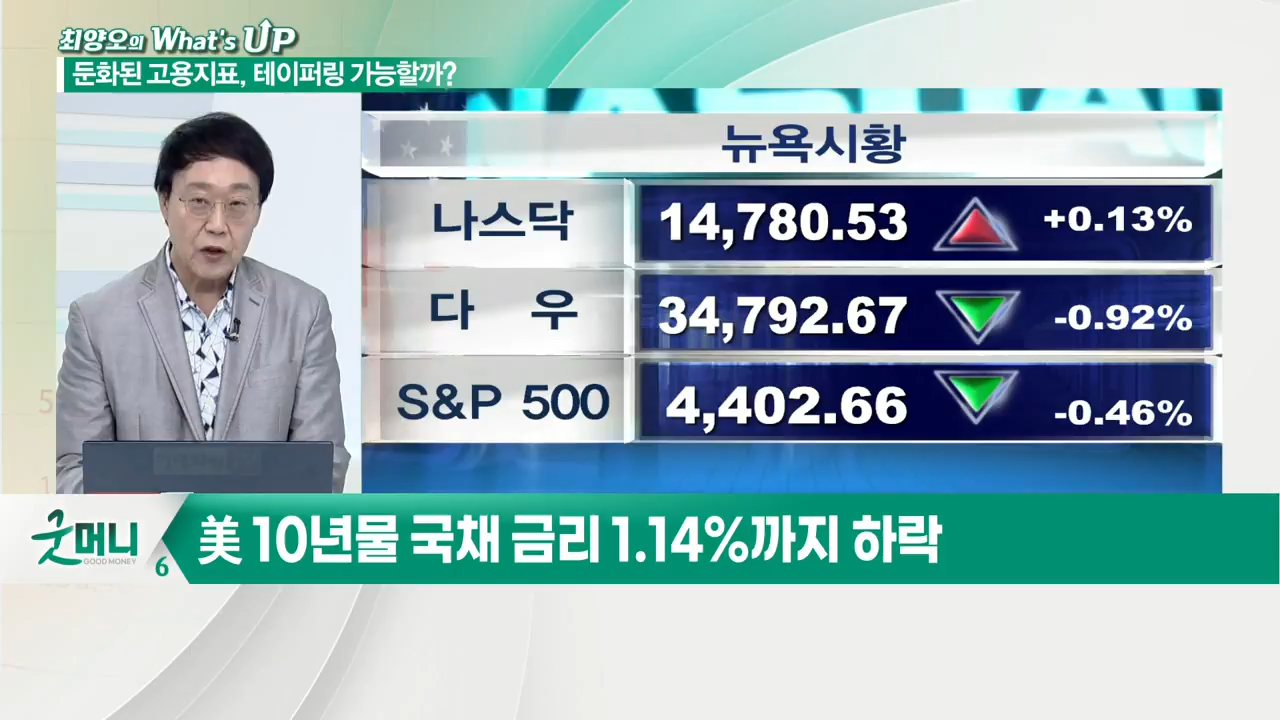 최양오의 What's UP
둔화된 고용지표, 테이퍼링 가능할까?
뉴욕시황
나스닥 14,780.53 +0.13%
다 우 34,792.67 -0.92%
S&P 500 4,402.66 -0.46%
굿머니
GOOD MONEY
6
美 10년물 국채 금리 1.14%까지 하락